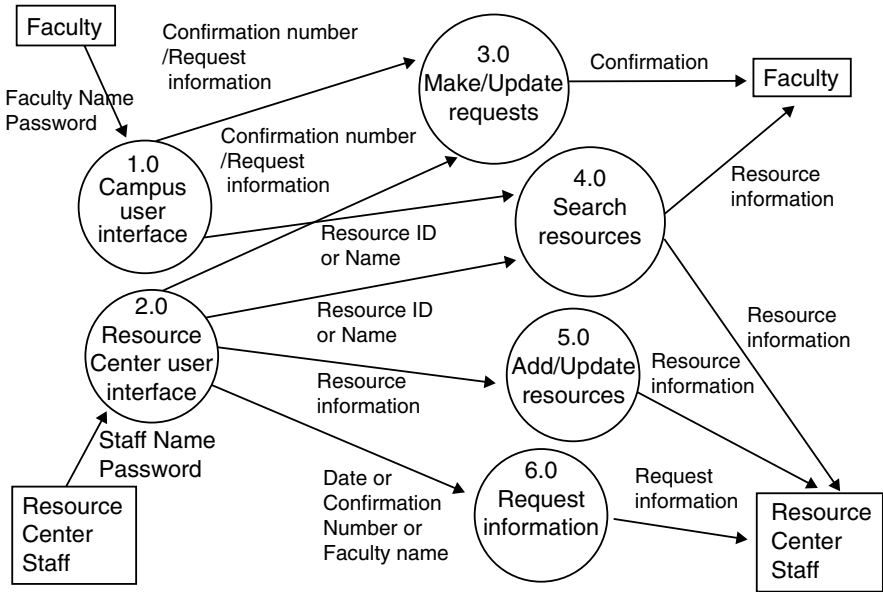 Faculty
Confirmation number
/Request
information
Faculty Name
Password
3.0
Make/Update
requests
Confirmation
Faculty
1.0
Campus
user
interface
Confirmation number
/Request
information
4.0
Search
resources
Resource
information
Resource ID
or Name
2.0
Resource
Center user
interface
Resource ID
or Name
5.0
Add/Update
resources
Resource
information
Resource
information
Resource
information
Staff Name
Password
Resource
Center
Staff
Date or
Confirmation
Number or
Faculty name
6.0
Request
information
Request
information
Resource
Center
Staff